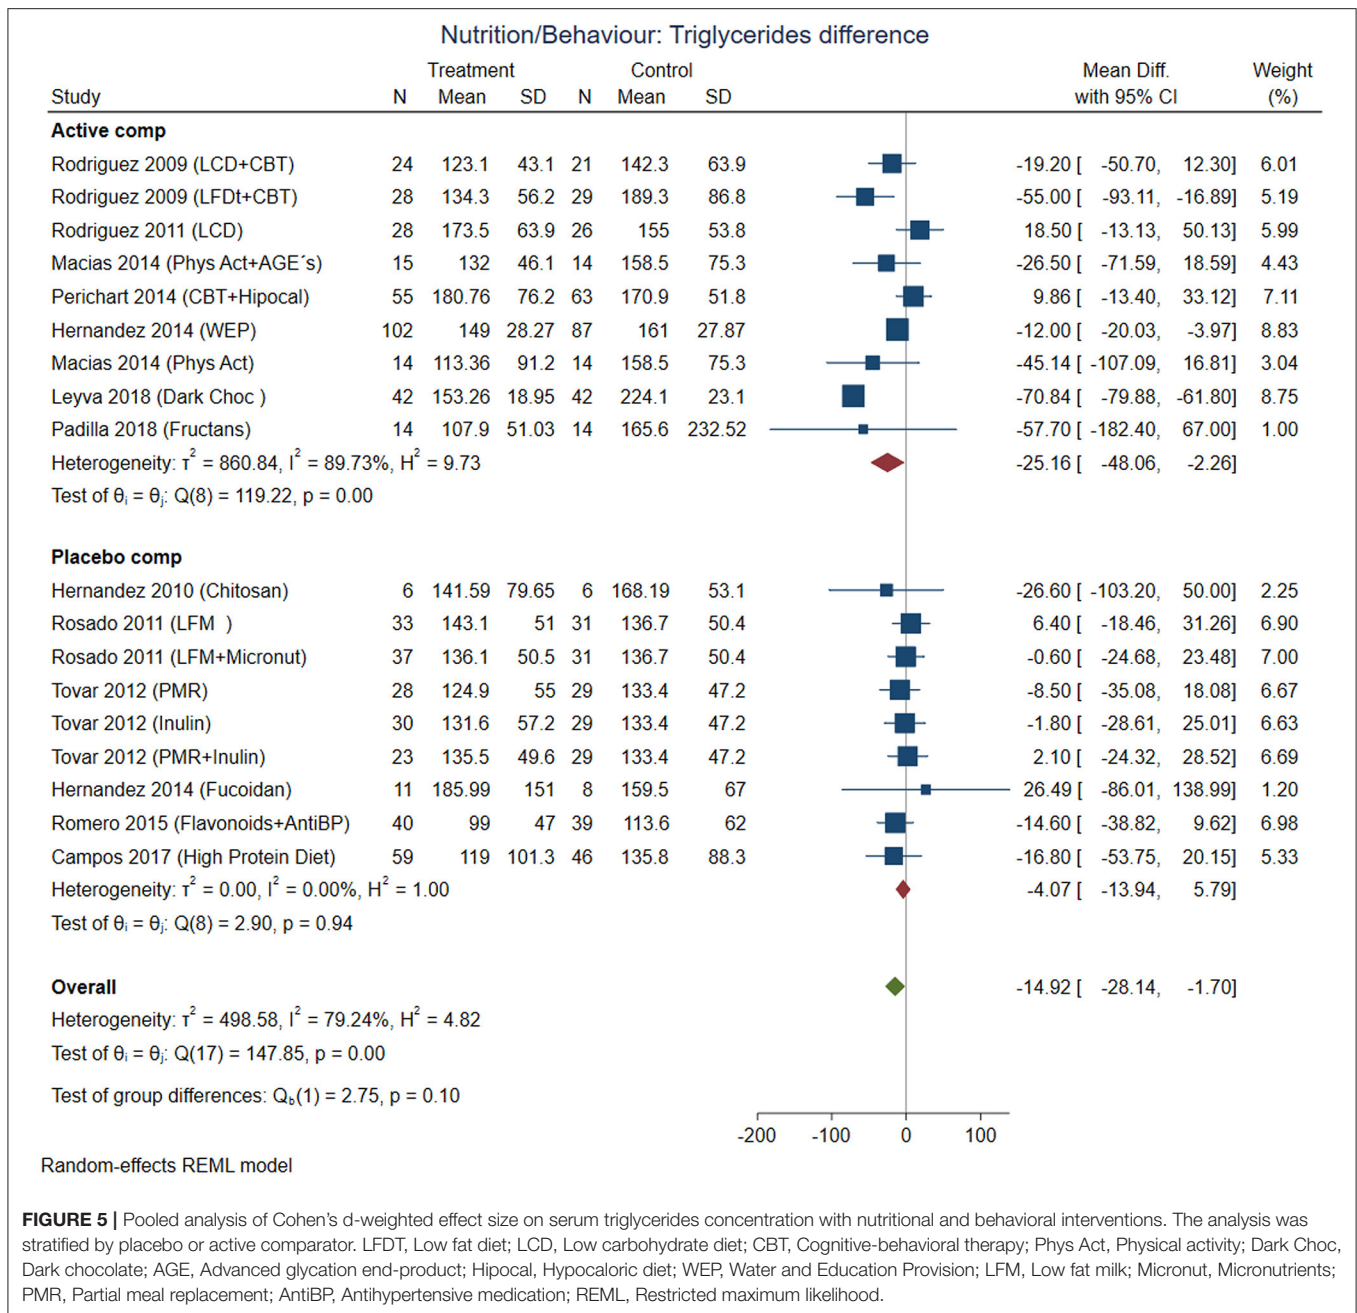 Nutrition/Behaviour: Triglycerides difference
Treatment Control Mean Diff. Weight
Study N Mean SD N Mean SD with 95% CI (%)
Active comp
Rodriguez 2009 (LCD+CBT) 24 123.1 43.1 21 142.3 63.9 -19.20 [ -50.70, 12.30] 6.01
Rodriguez 2009 (LFDt+CBT) 28 134.3 56.2 29 189.3 86.8 -55.00 [ -93.11, -16.89] 5.19
Rodriguez 2011 (LCD) 28 173.5 63.9 26 155 53.8 18.50 [ -13.13, 50.13] 5.99
Macias 2014 (Phys Act+AGE´s) 15 132 46.1 14 158.5 75.3 -26.50 [ -71.59, 18.59] 4.43
Perichart 2014 (CBT+Hipocal) 55 180.76 76.2 63 170.9 51.8 9.86 [ -13.40, 33.12] 7.11
Hernandez 2014 (WEP) 102 149 28.27 87 161 27.87 -12.00 [ -20.03, -3.97] 8.83
Macias 2014 (Phys Act) 14 113.36 91.2 14 158.5 75.3 -45.14 [ -107.09, 16.81] 3.04
Leyva 2018 (Dark Choc ) 42 153.26 18.95 42 224.1 23.1 -70.84 [ -79.88, -61.80] 8.75
Padilla 2018 (Fructans) 14 107.9 51.03 14 165.6 232.52 -57.70 [ -182.40, 67.00] 1.00
Heterogeneity: τ² = 860.84, I² = 89.73%, H² = 9.73 -25.16 [ -48.06, -2.26]
Test of θᵢ = θⱼ: Q(8) = 119.22, p = 0.00
Placebo comp
Hernandez 2010 (Chitosan) 6 141.59 79.65 6 168.19 53.1 -26.60 [ -103.20, 50.00] 2.25
Rosado 2011 (LFM ) 33 143.1 51 31 136.7 50.4 6.40 [ -18.46, 31.26] 6.90
Rosado 2011 (LFM+Micronut) 37 136.1 50.5 31 136.7 50.4 -0.60 [ -24.68, 23.48] 7.00
Tovar 2012 (PMR) 28 124.9 55 29 133.4 47.2 -8.50 [ -35.08, 18.08] 6.67
Tovar 2012 (Inulin) 30 131.6 57.2 29 133.4 47.2 -1.80 [ -28.61, 25.01] 6.63
Tovar 2012 (PMR+Inulin) 23 135.5 49.6 29 133.4 47.2 2.10 [ -24.32, 28.52] 6.69
Hernandez 2014 (Fucoidan) 11 185.99 151 8 159.5 67 26.49 [ -86.01, 138.99] 1.20
Romero 2015 (Flavonoids+AntiBP) 40 99 47 39 113.6 62 -14.60 [ -38.82, 9.62] 6.98
Campos 2017 (High Protein Diet) 59 119 101.3 46 135.8 88.3 -16.80 [ -53.75, 20.15] 5.33
Heterogeneity: τ² = 0.00, I² = 0.00%, H² = 1.00 -4.07 [ -13.94, 5.79]
Test of θᵢ = θⱼ: Q(8) = 2.90, p = 0.94
Overall -14.92 [ -28.14, -1.70]
Heterogeneity: τ² = 498.58, I² = 79.24%, H² = 4.82
Test of θᵢ = θⱼ: Q(17) = 147.85, p = 0.00
Test of group differences: Q_b(1) = 2.75, p = 0.10
-200 -100 0 100
Random-effects REML model
FIGURE 5 | Pooled analysis of Cohen's d-weighted effect size on serum triglycerides concentration with nutritional and behavioral interventions. The analysis was
stratified by placebo or active comparator. LFDT, Low fat diet; LCD, Low carbohydrate diet; CBT, Cognitive-behavioral therapy; Phys Act, Physical activity; Dark Choc,
Dark chocolate; AGE, Advanced glycation end-product; Hipocal, Hypocaloric diet; WEP, Water and Education Provision; LFM, Low fat milk; Micronut, Micronutrients;
PMR, Partial meal replacement; AntiBP, Antihypertensive medication; REML, Restricted maximum likelihood.